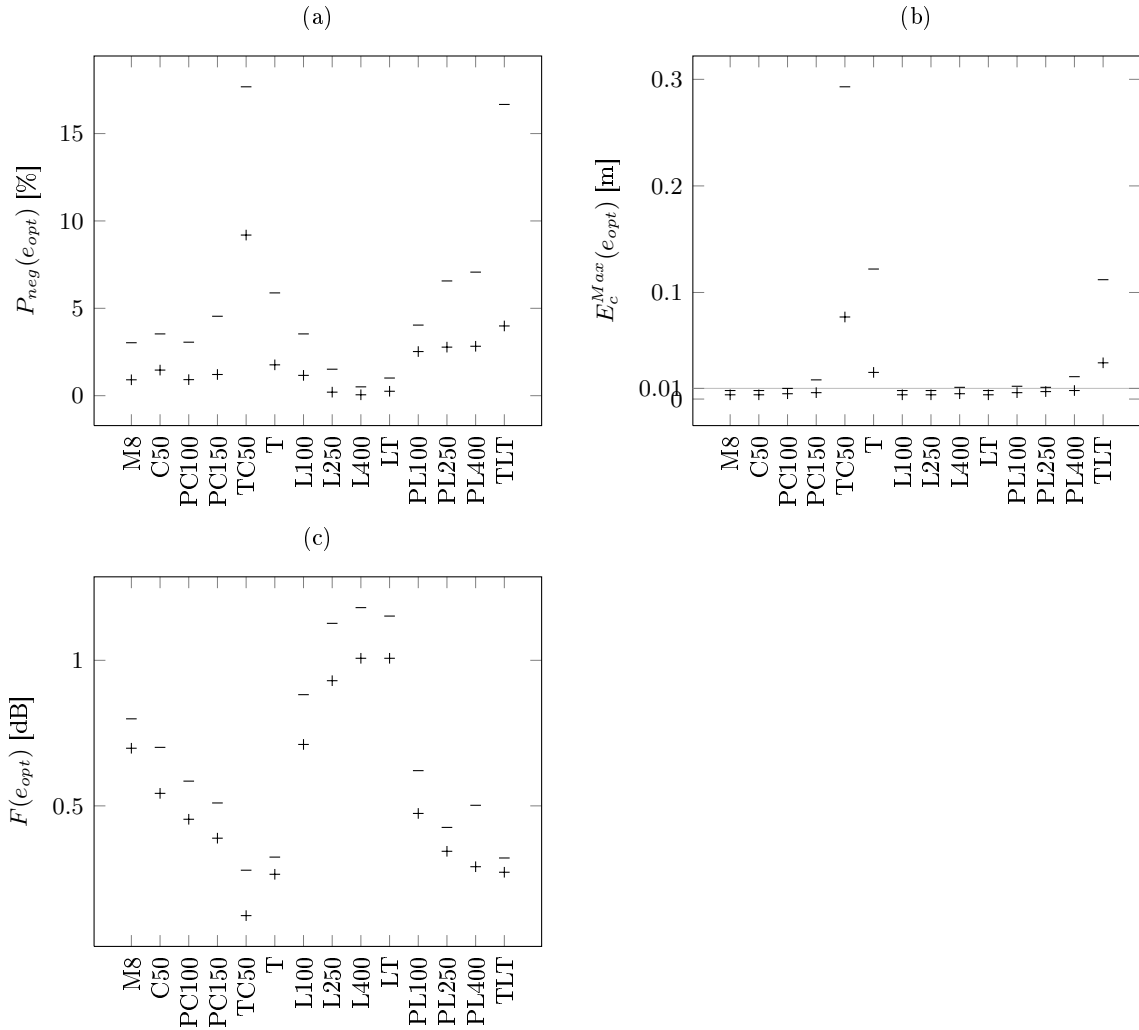 (a)
15
10
5
0
P_{neg}(e_{opt}) [%]
M8
C50
PC100
PC150
TC50
T
L100
L250
L400
LT
PL100
PL250
PL400
TLT
(b)
0.3
0.2
0.1
0.01
0
E_c^{Max}(e_{opt}) [m]
M8
C50
PC100
PC150
TC50
T
L100
L250
L400
LT
PL100
PL250
PL400
TLT
(c)
1
0.5
F(e_{opt}) [dB]
M8
C50
PC100
PC150
TC50
T
L100
L250
L400
LT
PL100
PL250
PL400
TLT